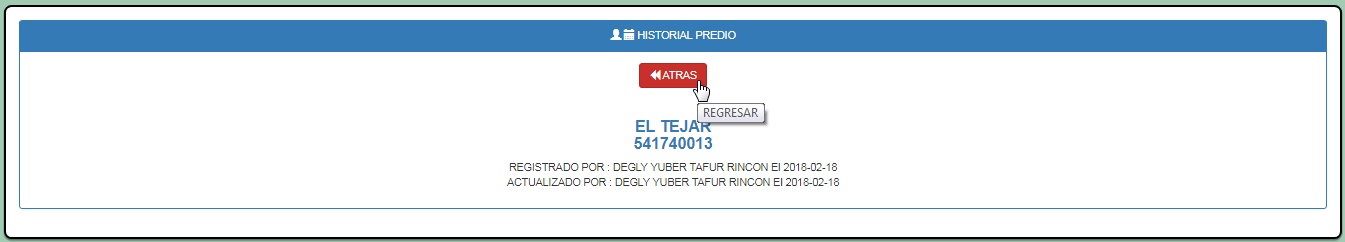 HISTORIAL PREDIO
ATRAS
REGRESAR
EL TEJAR
541740013
REGISTRADO POR : DEGLY YUBER TAFUR RINCON El 2018-02-18
ACTUALIZADO POR : DEGLY YUBER TAFUR RINCON El 2018-02-18